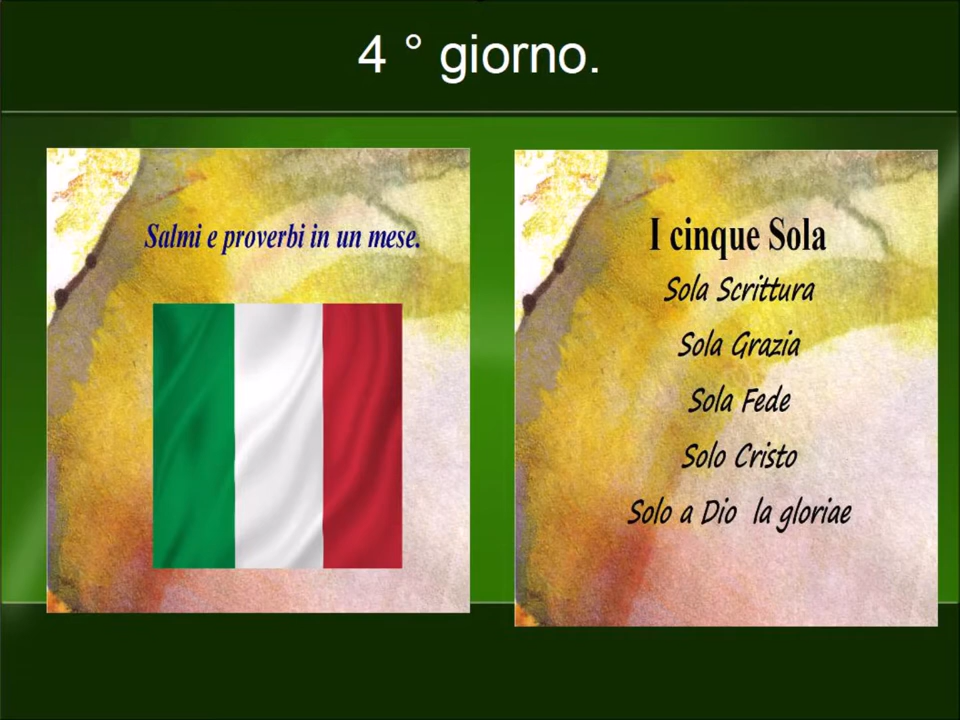 4 ° giorno.
Salmi e proverbi in un mese.
I cinque Sola
Sola Scrittura
Sola Grazia
Sola Fede
Solo Cristo
Solo a Dio la gloriae